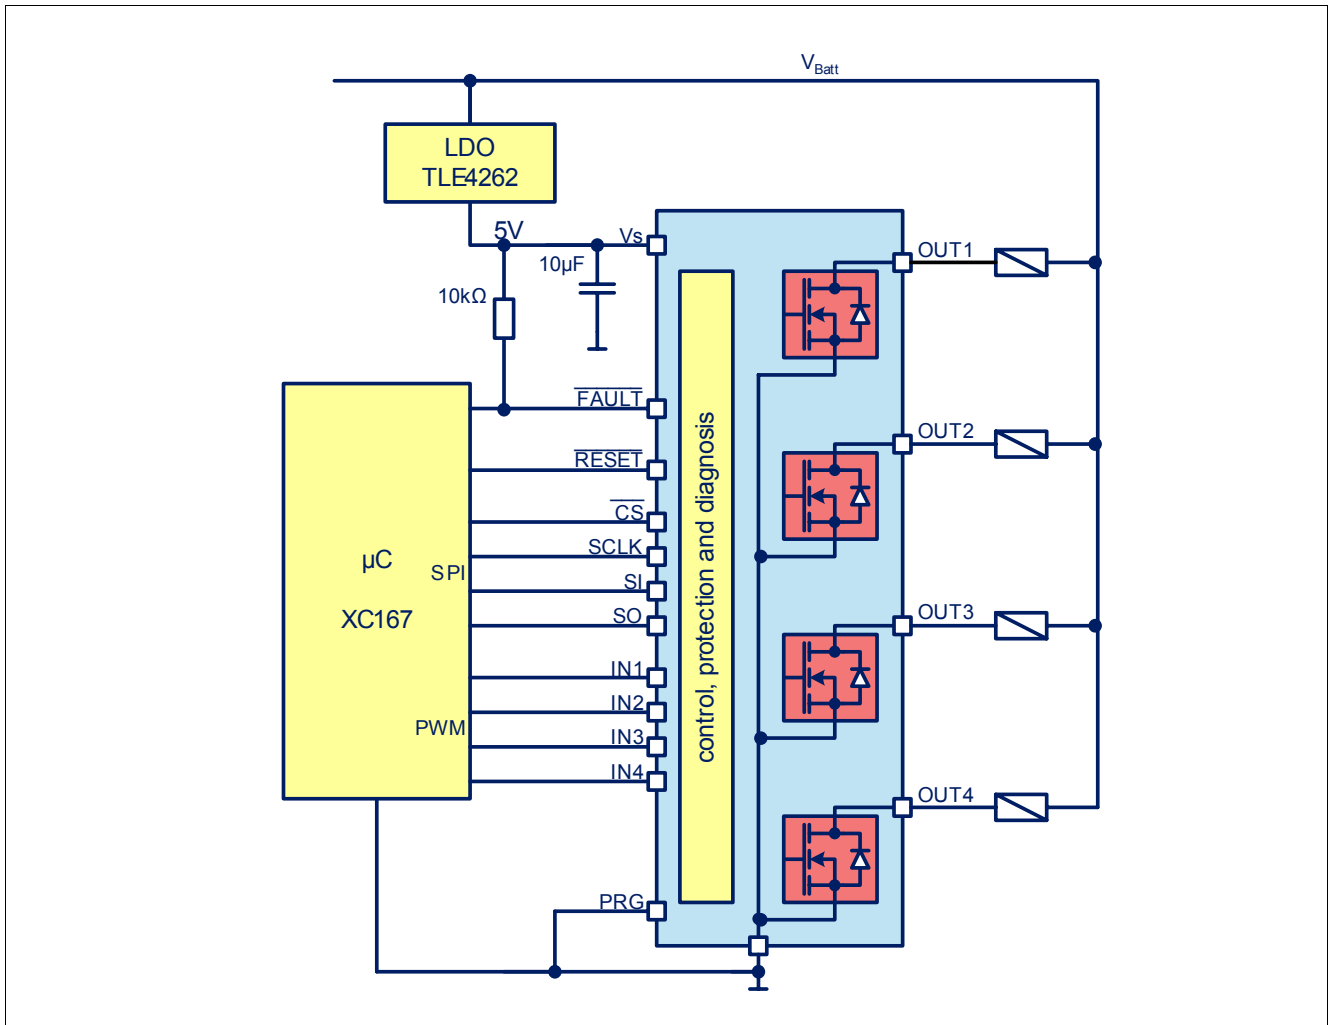 V_Batt
LDO
TLE4262
5V
Vs
10µF
10kΩ
FAULT
RESET
CS
SCLK
SPI
SI
SO
µC
XC167
IN1
IN2
PWM
IN3
IN4
PRG
control, protection and diagnosis
OUT1
OUT2
OUT3
OUT4